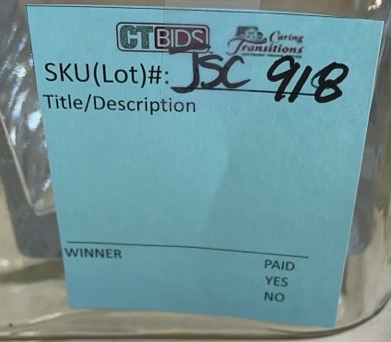 CTBIDS Caring Transitions
SKU(Lot)#: JSC 918
Title/Description
WINNER PAID
YES
NO